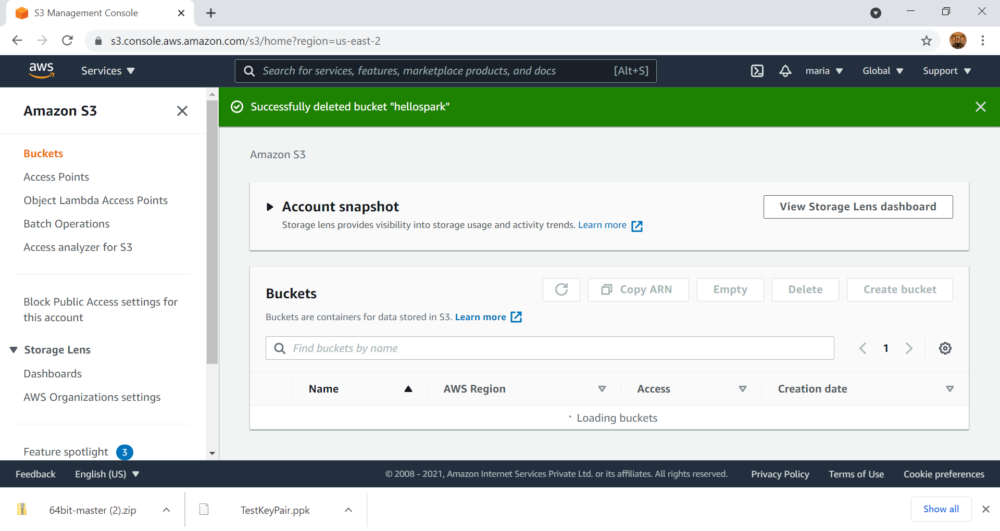 S3 Management Console
s3.console.aws.amazon.com/s3/home?region=us-east-2
aws
Services
Search for services, features, marketplace products, and docs [Alt+S]
maria
Global
Support
Amazon S3
Buckets
Access Points
Object Lambda Access Points
Batch Operations
Access analyzer for S3
Block Public Access settings for
this account
Storage Lens
Dashboards
AWS Organizations settings
Feature spotlight 3
Successfully deleted bucket "hellospark"
Amazon S3
Account snapshot
Storage lens provides visibility into storage usage and activity trends. Learn more
View Storage Lens dashboard
Buckets
Buckets are containers for data stored in S3. Learn more
Copy ARN
Empty
Delete
Create bucket
Find buckets by name
1
Name
AWS Region
Access
Creation date
Loading buckets
Feedback
English (US)
© 2008 - 2021, Amazon Internet Services Private Ltd. or its affiliates. All rights reserved.
Privacy Policy
Terms of Use
Cookie preferences
64bit-master (2).zip
TestKeyPair.ppk
Show all